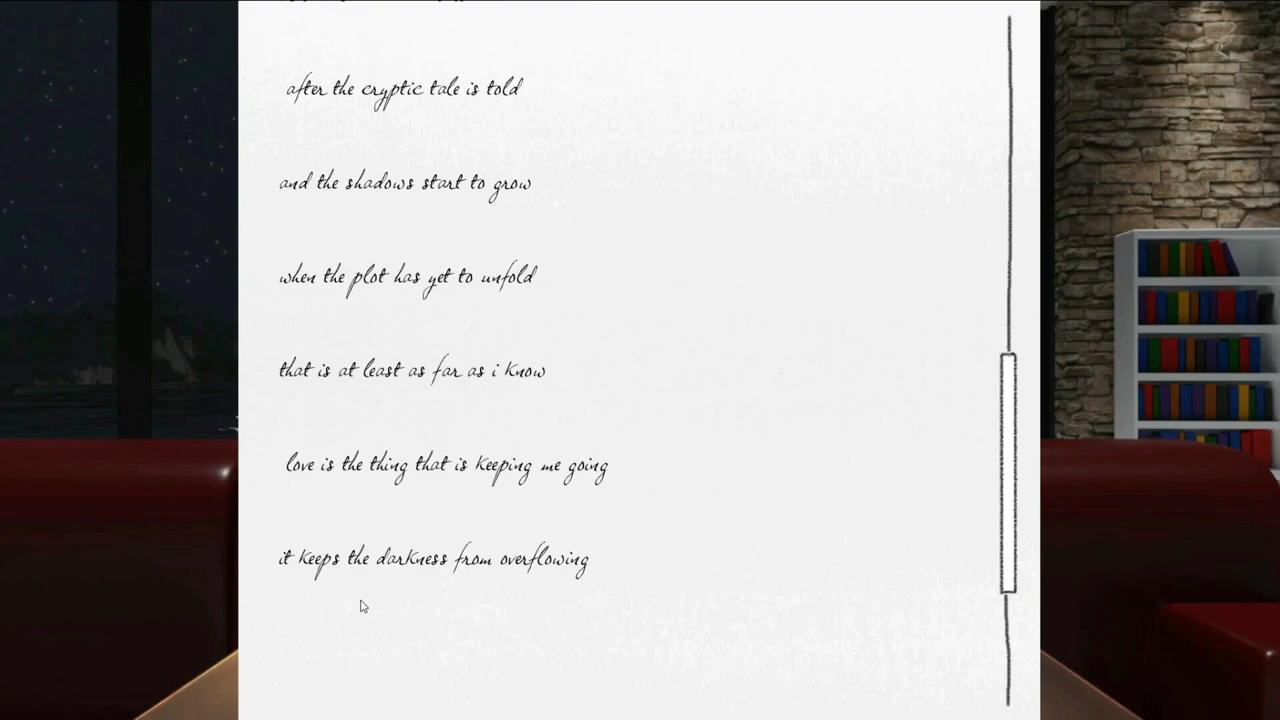 after the cryptic tale is told
and the shadows start to grow
when the plot has yet to unfold
that is at least as far as i know
love is the thing that is keeping me going
it keeps the darkness from overflowing